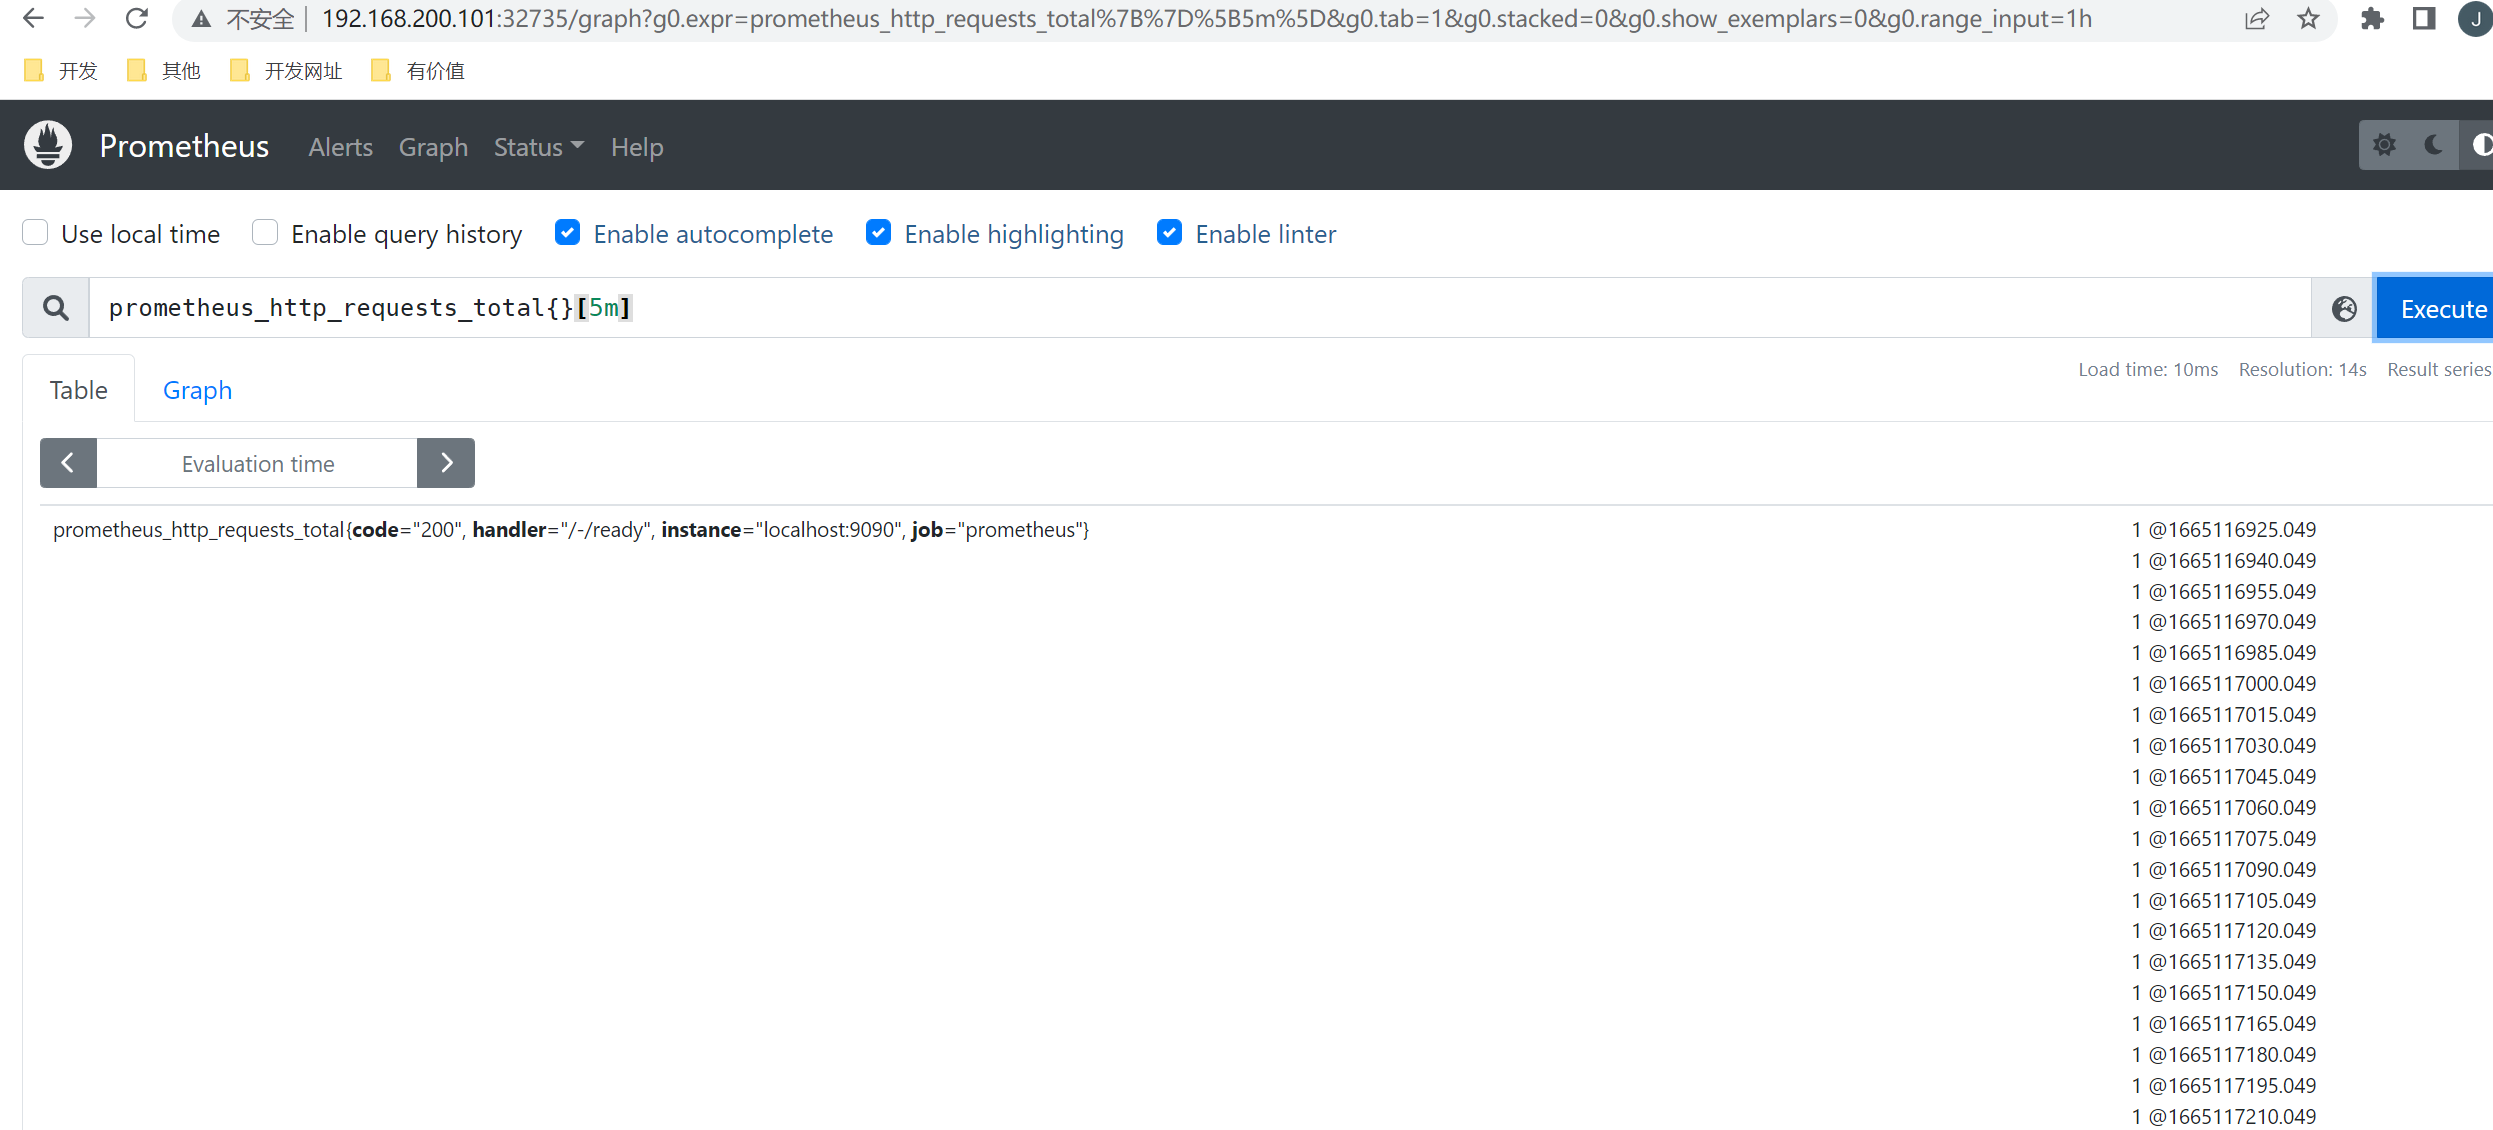 不安全 192.168.200.101:32735/graph?g0.expr=prometheus_http_requests_total%7B%7D%5B5m%5D&g0.tab=1&g0.stacked=0&g0.show_exemplars=0&g0.range_input=1h J
开发 其他 开发网址 有价值
Prometheus Alerts Graph Status Help
Use local time Enable query history Enable autocomplete Enable highlighting Enable linter
prometheus_http_requests_total{}[5m] Execute
Table Graph Load time: 10ms Resolution: 14s Result series
Evaluation time
prometheus_http_requests_total{code="200", handler="/-/ready", instance="localhost:9090", job="prometheus"} 1 @1665116925.049
1 @1665116940.049
1 @1665116955.049
1 @1665116970.049
1 @1665116985.049
1 @1665117000.049
1 @1665117015.049
1 @1665117030.049
1 @1665117045.049
1 @1665117060.049
1 @1665117075.049
1 @1665117090.049
1 @1665117105.049
1 @1665117120.049
1 @1665117135.049
1 @1665117150.049
1 @1665117165.049
1 @1665117180.049
1 @1665117195.049
1 @1665117210.049